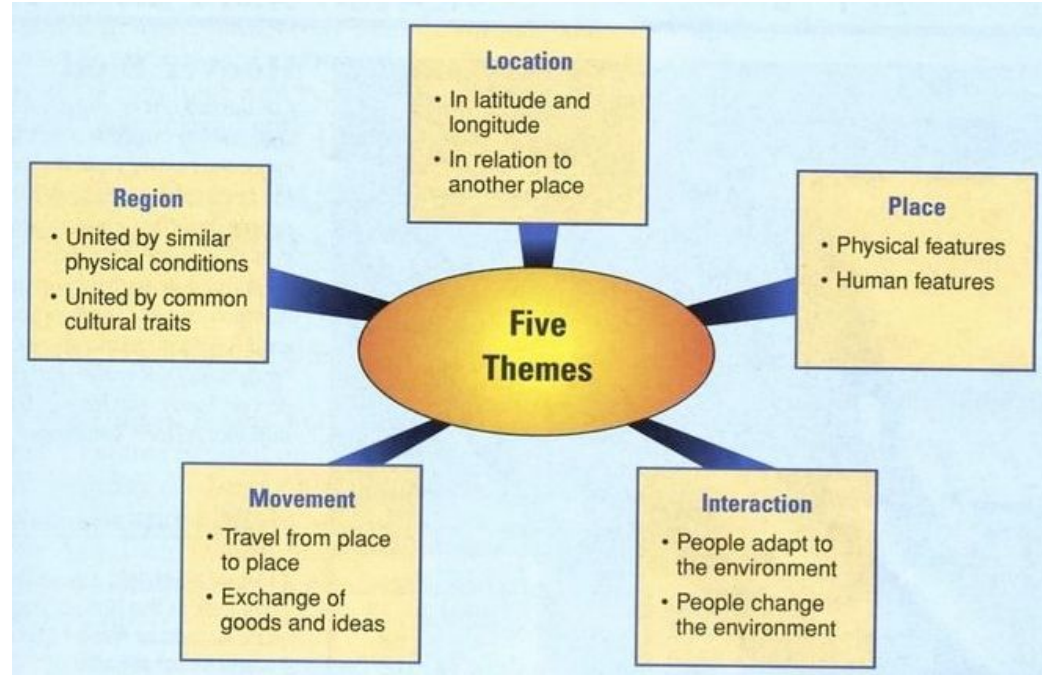 Location
• In latitude and
longitude
• In relation to
another place
Region
• United by similar
physical conditions
• United by common
cultural traits
Place
• Physical features
• Human features
Five
Themes
Movement
• Travel from place
to place
• Exchange of
goods and ideas
Interaction
• People adapt to
the environment
• People change
the environment